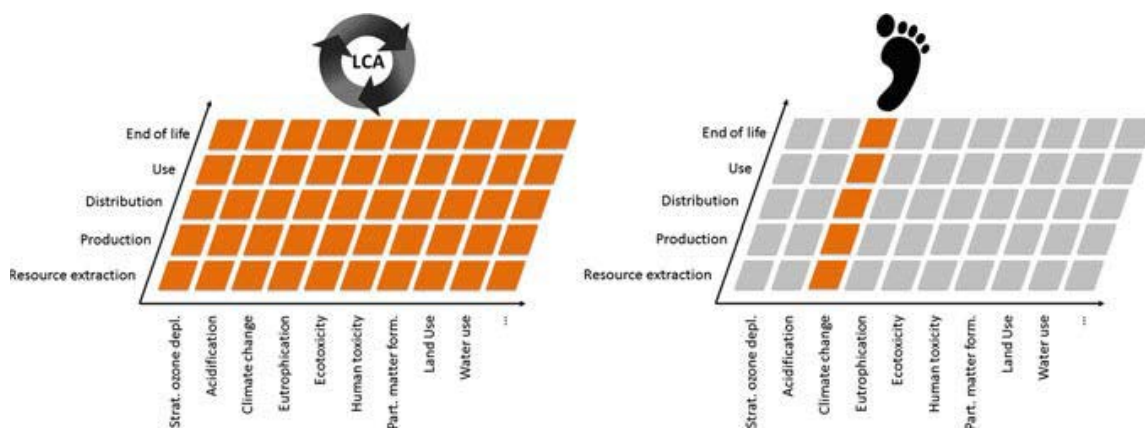 LCA
End of life
Use
Distribution
Production
Resource extraction
Strat. ozone depl.
Acidification
Climate change
Eutrophication
Ecotoxicity
Human toxicity
Part. matter form.
Land Use
Water use
...
End of life
Use
Distribution
Production
Resource extraction
Strat. ozone depl.
Acidification
Climate change
Eutrophication
Ecotoxicity
Human toxicity
Part. matter form.
Land Use
Water use
...